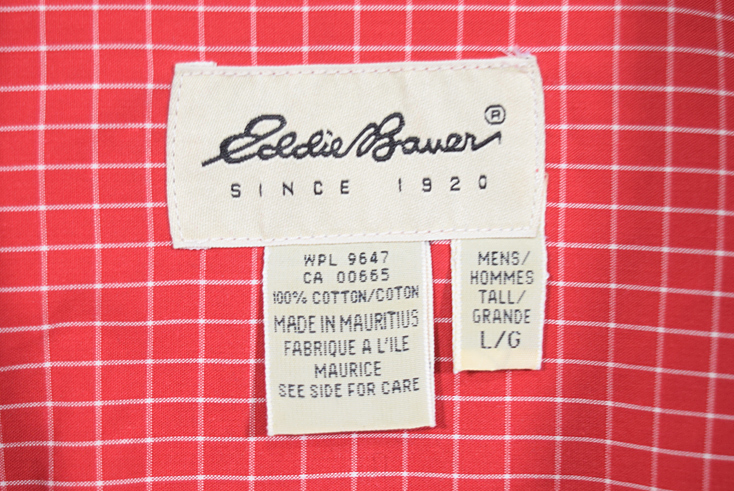 Eddie Bauer®
SINCE 1920
WPL 9647
CA 00665
100% COTTON/COTON
MADE IN MAURITIUS
FABRIQUE A L'ILE
MAURICE
SEE SIDE FOR CARE
MENS/
HOMMES
TALL/
GRANDE
L/G